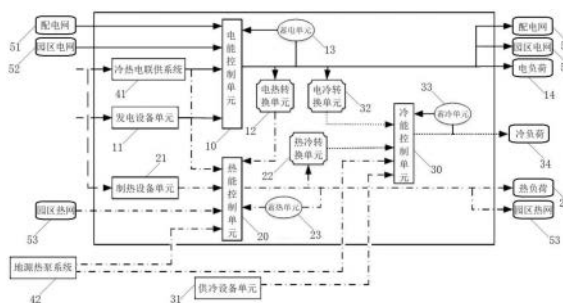 配电网
51
园区电网
52
冷热电联供系统
41
发电设备单元
11
21
制热设备单元
园区热网
53
地源热泵系统
42
供冷设备单元
31
电能控制单元
10
蓄电单元
13
电热转换单元
12
电冷转换单元
32
热冷转换单元
22
热能控制单元
20
蓄热单元
23
33
蓄冷单元
冷能控制单元
30
配电网
5
园区电网
5
电负荷
14
冷负荷
34
热负荷
2
园区热网
53